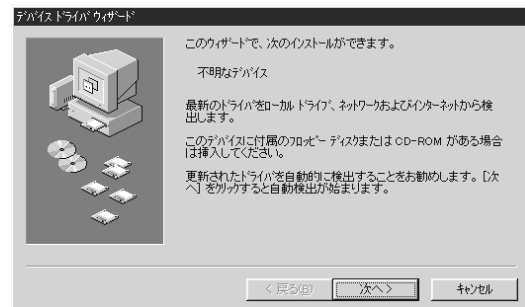 デバイス ドライバ ウィザード
このウィザードで、次のインストールができます。
不明なデバイス
最新のドライバをローカル ドライブ、ネットワークおよびインターネットから検
出します。
このデバイスに付属のフロッピー ディスクまたは CD-ROM がある場合
は挿入してください。
更新されたドライバを自動的に検出することをお勧めします。[次
へ] をクリックすると自動検出が始まります。
< 戻る(B)
次へ >
キャンセル